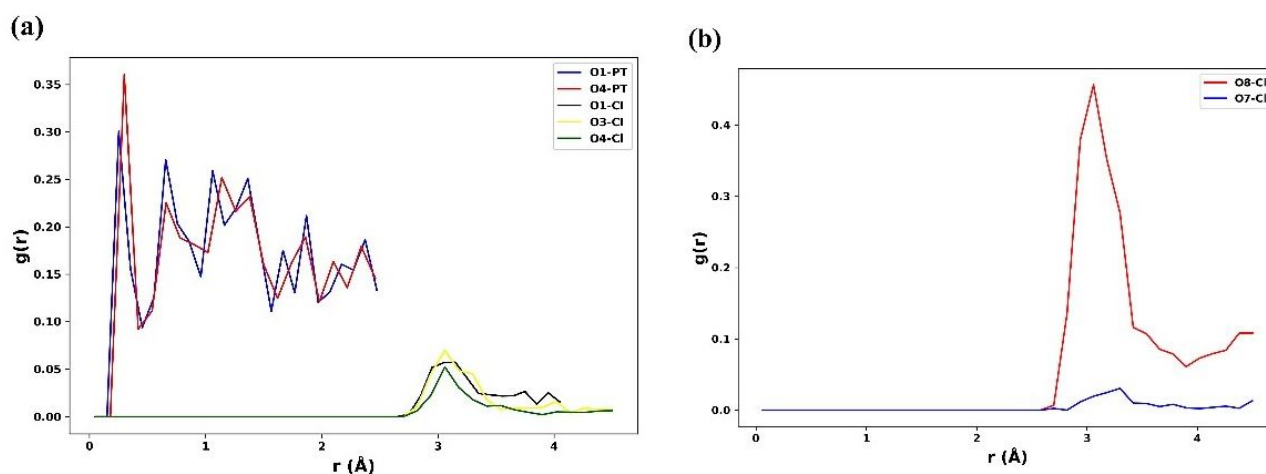 (a)
0.35
0.30
0.25
0.20
0.15
0.10
0.05
0.00
g(r)
0
1
2
3
4
r (Å)
O1-PT
O4-PT
O1-Cl
O3-Cl
O4-Cl
(b)
0.4
0.3
0.2
0.1
0.0
g(r)
0
1
2
3
4
r (Å)
O8-Cl
O7-Cl